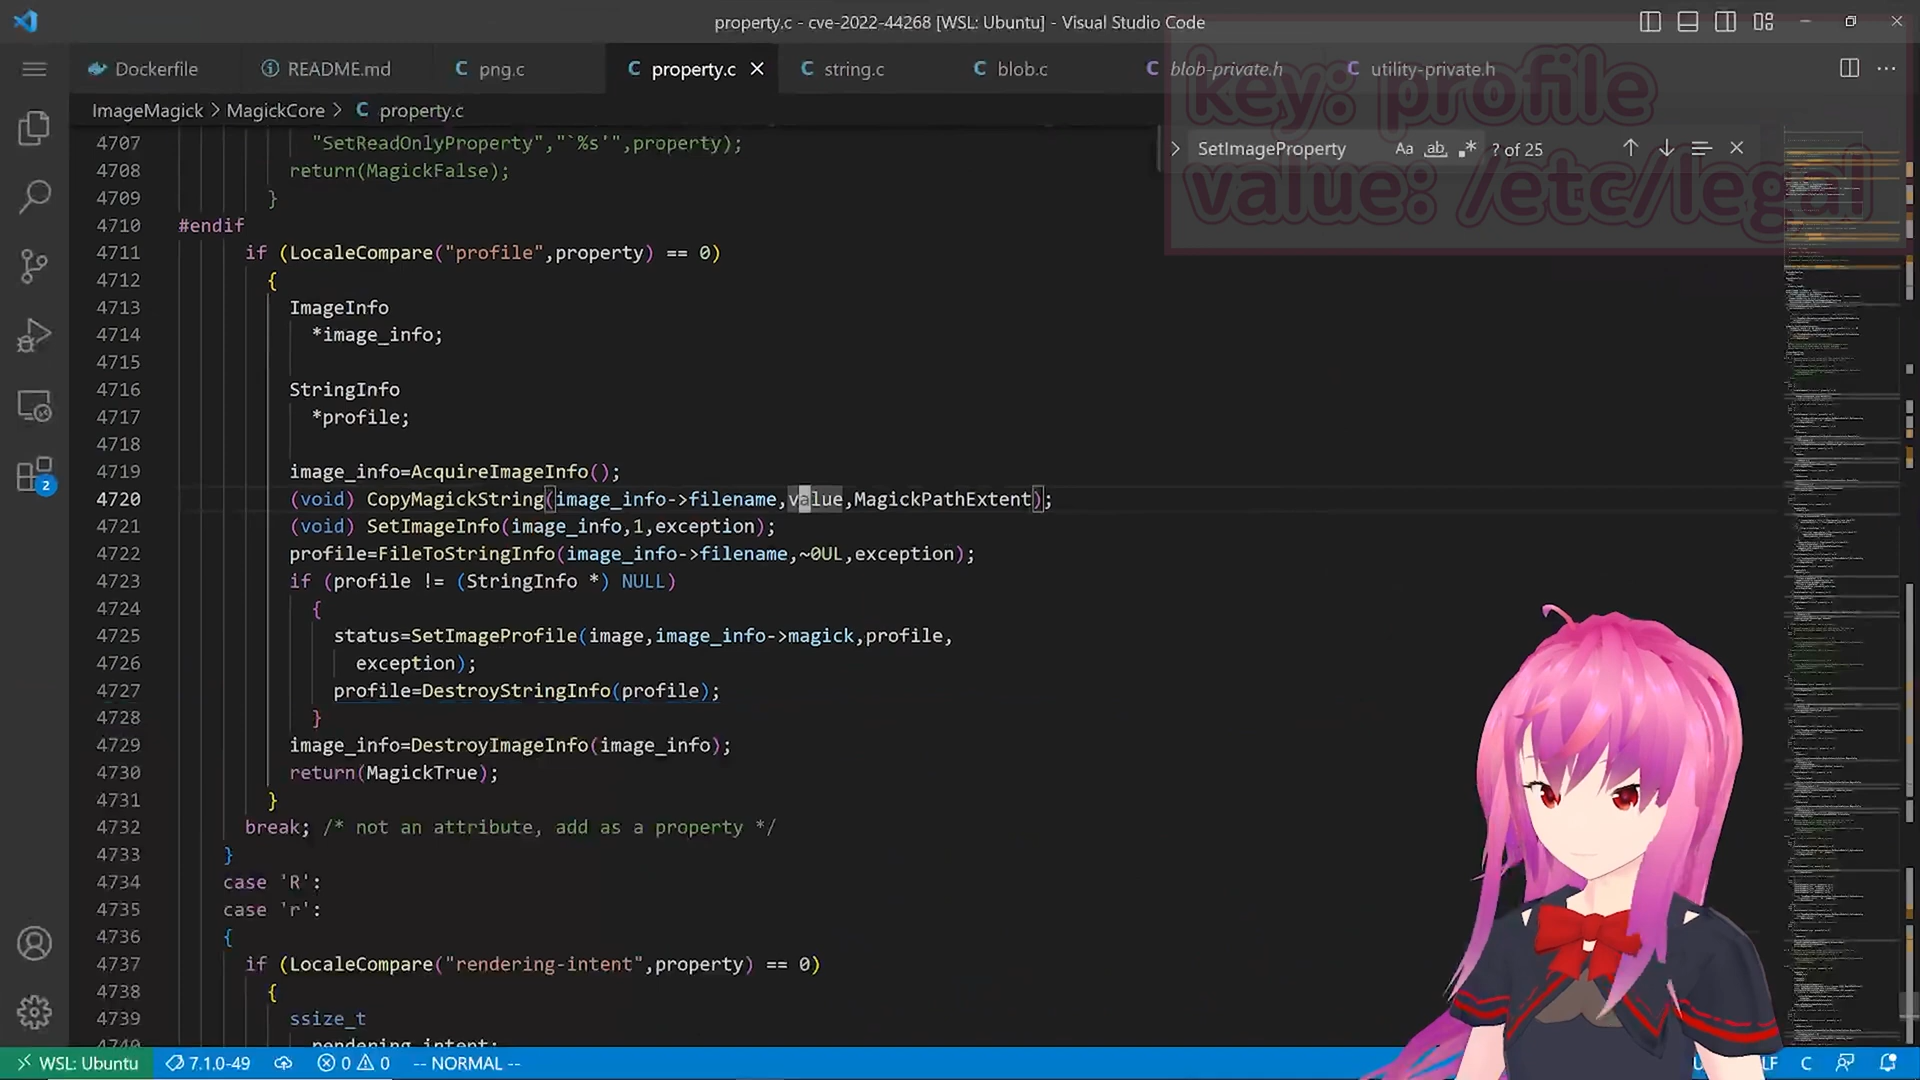 property.c - cve-2022-44268 [WSL: Ubuntu] - Visual Studio Code
Dockerfile
README.md
C png.c
C property.c
C string.c
C blob.c
C blob-private.h
C utility-private.h
ImageMagick > MagickCore > C property.c
key: profile
value: /etc/legal
SetImageProperty
Aa ab .* ? of 25
4707 "SetReadOnlyProperty","`%s'",property);
4708 return(MagickFalse);
4709 }
4710 #endif
4711 if (LocaleCompare("profile",property) == 0)
4712 {
4713 ImageInfo
4714 *image_info;
4715
4716 StringInfo
4717 *profile;
4718
4719 image_info=AcquireImageInfo();
4720 (void) CopyMagickString(image_info->filename,value,MagickPathExtent);
4721 (void) SetImageInfo(image_info,1,exception);
4722 profile=FileToStringInfo(image_info->filename,~0UL,exception);
4723 if (profile != (StringInfo *) NULL)
4724 {
4725 status=SetImageProfile(image,image_info->magick,profile,
4726 exception);
4727 profile=DestroyStringInfo(profile);
4728 }
4729 image_info=DestroyImageInfo(image_info);
4730 return(MagickTrue);
4731 }
4732 break; /* not an attribute, add as a property */
4733 }
4734 case 'R':
4735 case 'r':
4736 {
4737 if (LocaleCompare("rendering-intent",property) == 0)
4738 {
4739 ssize_t
4740 rendering_intent;
2
WSL: Ubuntu
7.1.0-49
0
0
-- NORMAL --
C